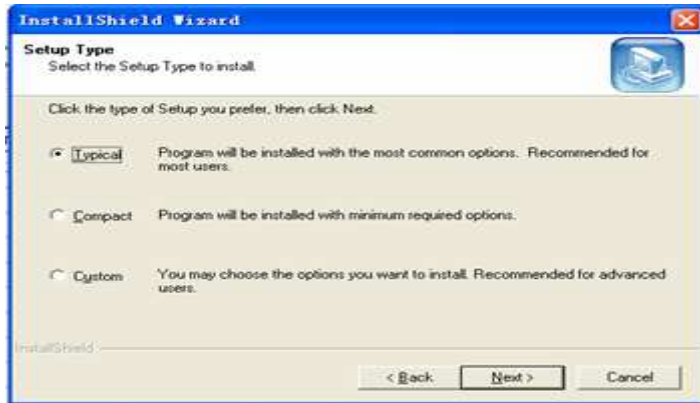 InstallShield Wizard
Setup Type
Select the Setup Type to install.
Click the type of Setup you prefer, then click Next.
Typical
Program will be installed with the most common options. Recommended for
most users.
Compact
Program will be installed with minimum required options.
Custom
You may choose the options you want to install. Recommended for advanced
users.
InstallShield
< Back
Next >
Cancel